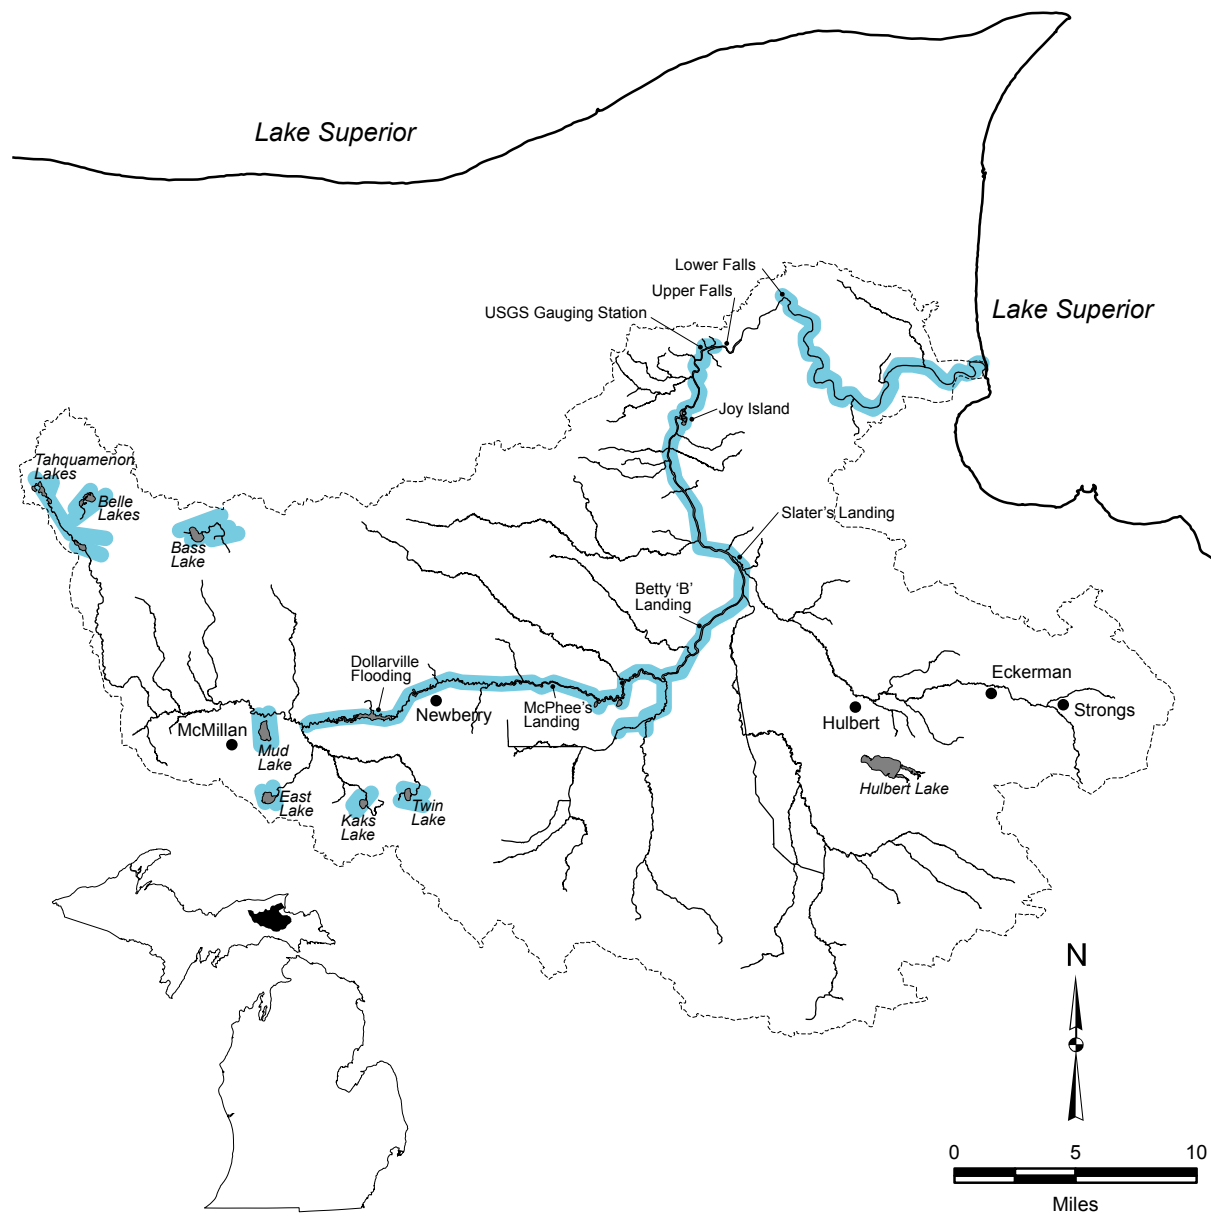 Lake Superior
Lower Falls
Upper Falls
USGS Gauging Station
Lake Superior
Joy Island
Tahquamenon
Lakes
Belle
Lakes
Bass
Lake
Slater's Landing
Betty 'B'
Landing
Dollarville
Flooding
Eckerman
McMillan
Newberry
McPhee's
Landing
Hulbert
Strongs
Mud
Lake
Hulbert Lake
East
Lake
Kaks
Lake
Twin
Lake
N
0 5 10
Miles